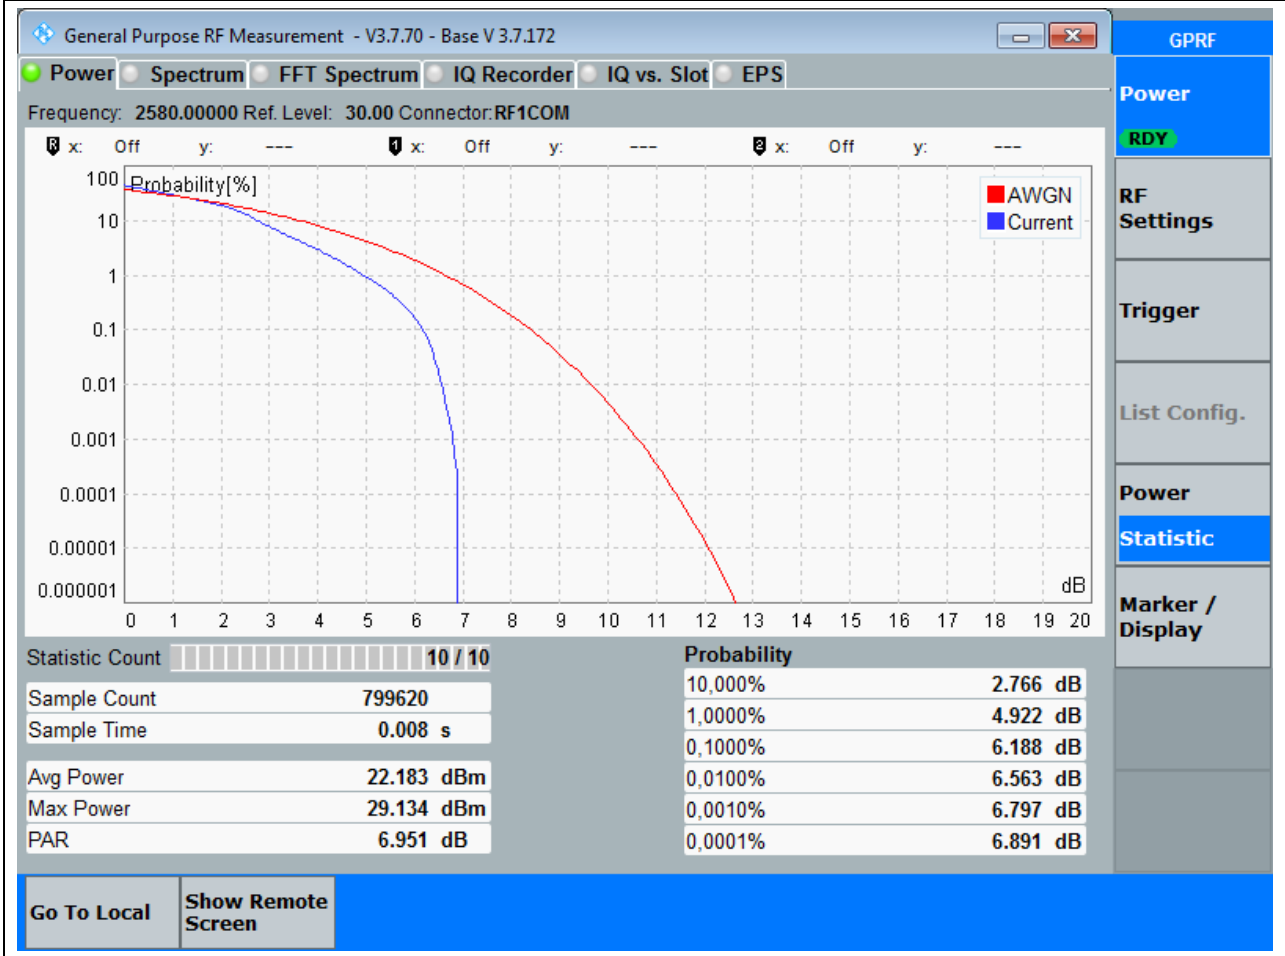 General Purpose RF Measurement - V3.7.70 - Base V 3.7.172
GPRF
Power Spectrum FFT Spectrum IQ Recorder IQ vs. Slot EPS
Frequency: 2580.00000 Ref. Level: 30.00 Connector:RF1COM
R x: Off y: --- 1 x: Off y: --- 2 x: Off y: ---
Probability[%]
AWGN
Current
100
10
1
0.1
0.01
0.001
0.0001
0.00001
0.000001
dB
0 1 2 3 4 5 6 7 8 9 10 11 12 13 14 15 16 17 18 19 20
Statistic Count 10 / 10
Sample Count 799620
Sample Time 0.008 s
Avg Power 22.183 dBm
Max Power 29.134 dBm
PAR 6.951 dB
Probability
10,000% 2.766 dB
1,0000% 4.922 dB
0,1000% 6.188 dB
0,0100% 6.563 dB
0,0010% 6.797 dB
0,0001% 6.891 dB
Power
RDY
RF
Settings
Trigger
List Config.
Power
Statistic
Marker /
Display
Go To Local
Show Remote
Screen